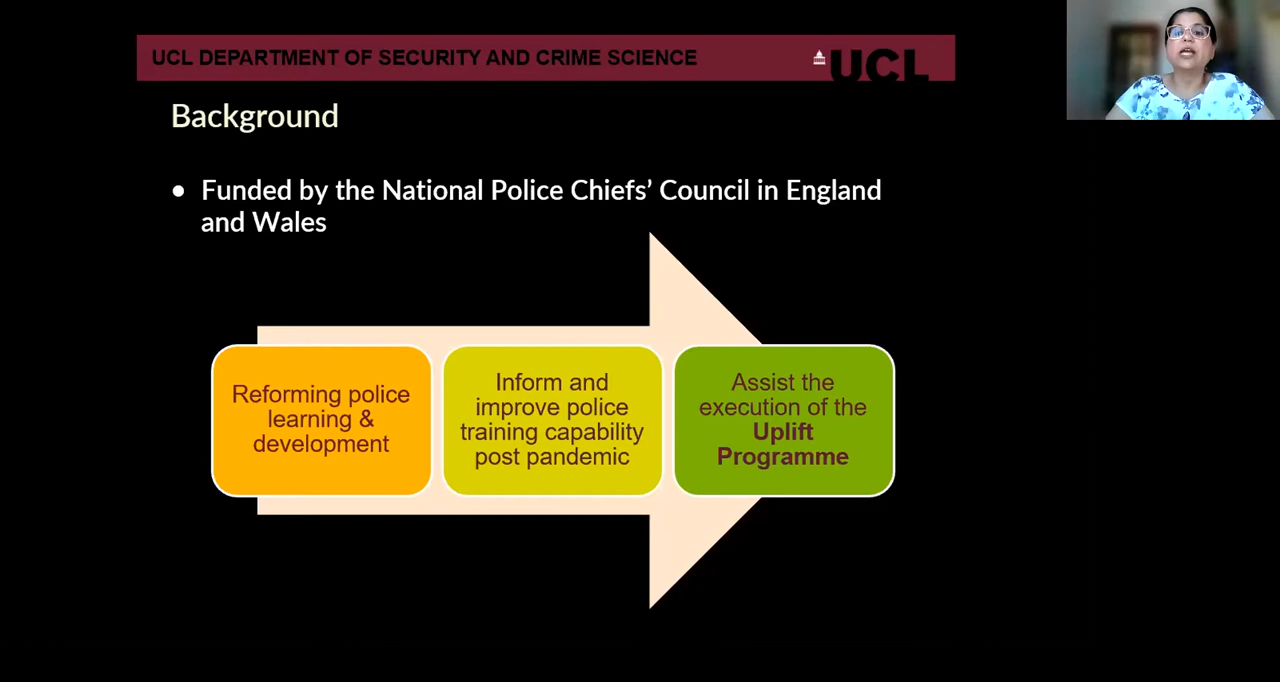 UCL DEPARTMENT OF SECURITY AND CRIME SCIENCE
UCL
Background
• Funded by the National Police Chiefs’ Council in England
and Wales
Reforming police
learning &
development
Inform and
improve police
training capability
post pandemic
Assist the
execution of the
Uplift
Programme